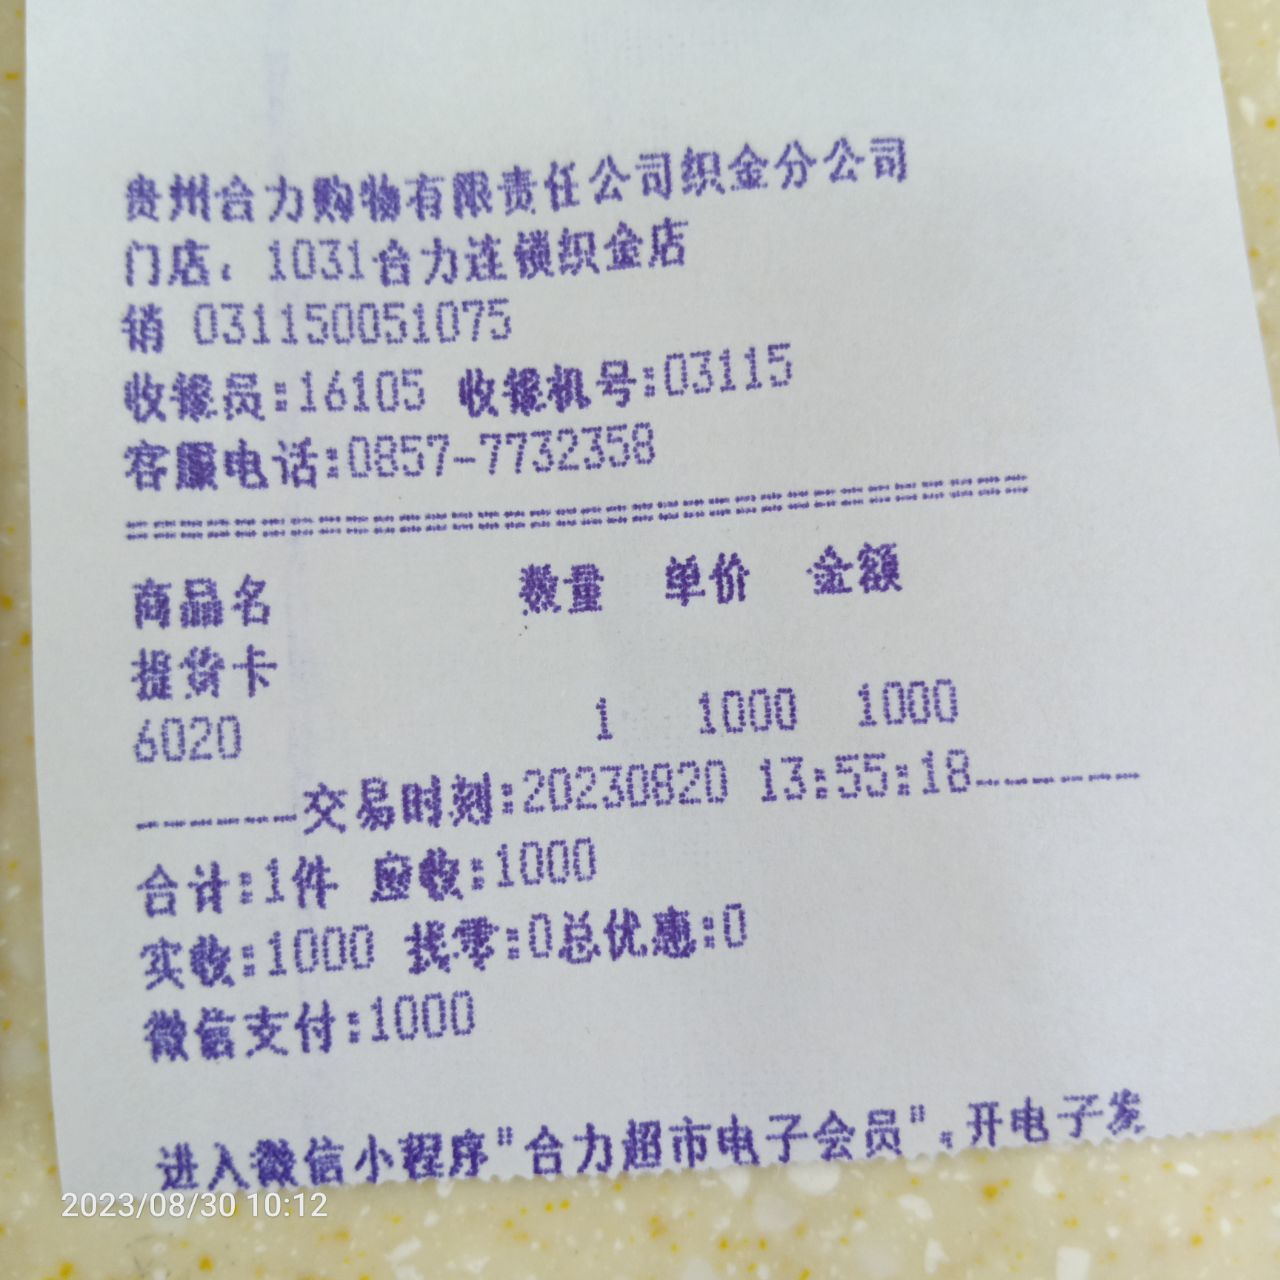 贵州合力购物有限责任公司织金分公司
门店：1031合力连锁织金店
销 031150051075
收银员:16105 收银机号:03115
客服电话:0857-7732358
==================================
商品名 数量 单价 金额
提货卡
6020 1 1000 1000
------交易时刻:20230820 13:55:18------
合计:1件 应收:1000
实收:1000 找零:0总优惠:0
微信支付:1000
进入微信小程序"合力超市电子会员"，开电子发
2023/08/30 10:12